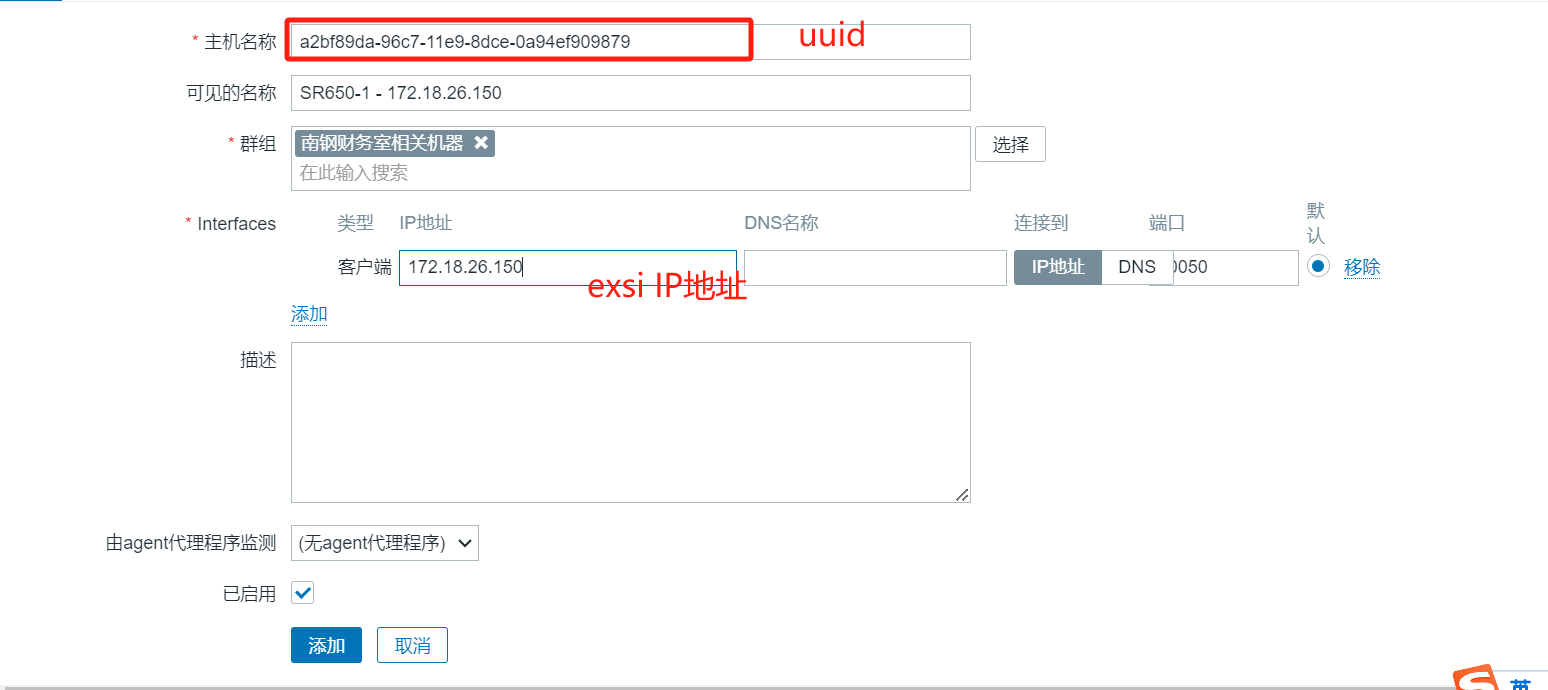 * 主机名称 a2bf89da-96c7-11e9-8dce-0a94ef909879 uuid
可见的名称 SR650-1 - 172.18.26.150
* 群组 南钢财务室相关机器 ✖ 选择
在此输入搜索
* Interfaces 类型 IP地址 DNS名称 连接到 端口 默认
客户端 172.18.26.150 IP地址 DNS 0050 移除
exsi IP地址
添加
描述
由agent代理程序监测 (无agent代理程序)
已启用
添加 取消
英